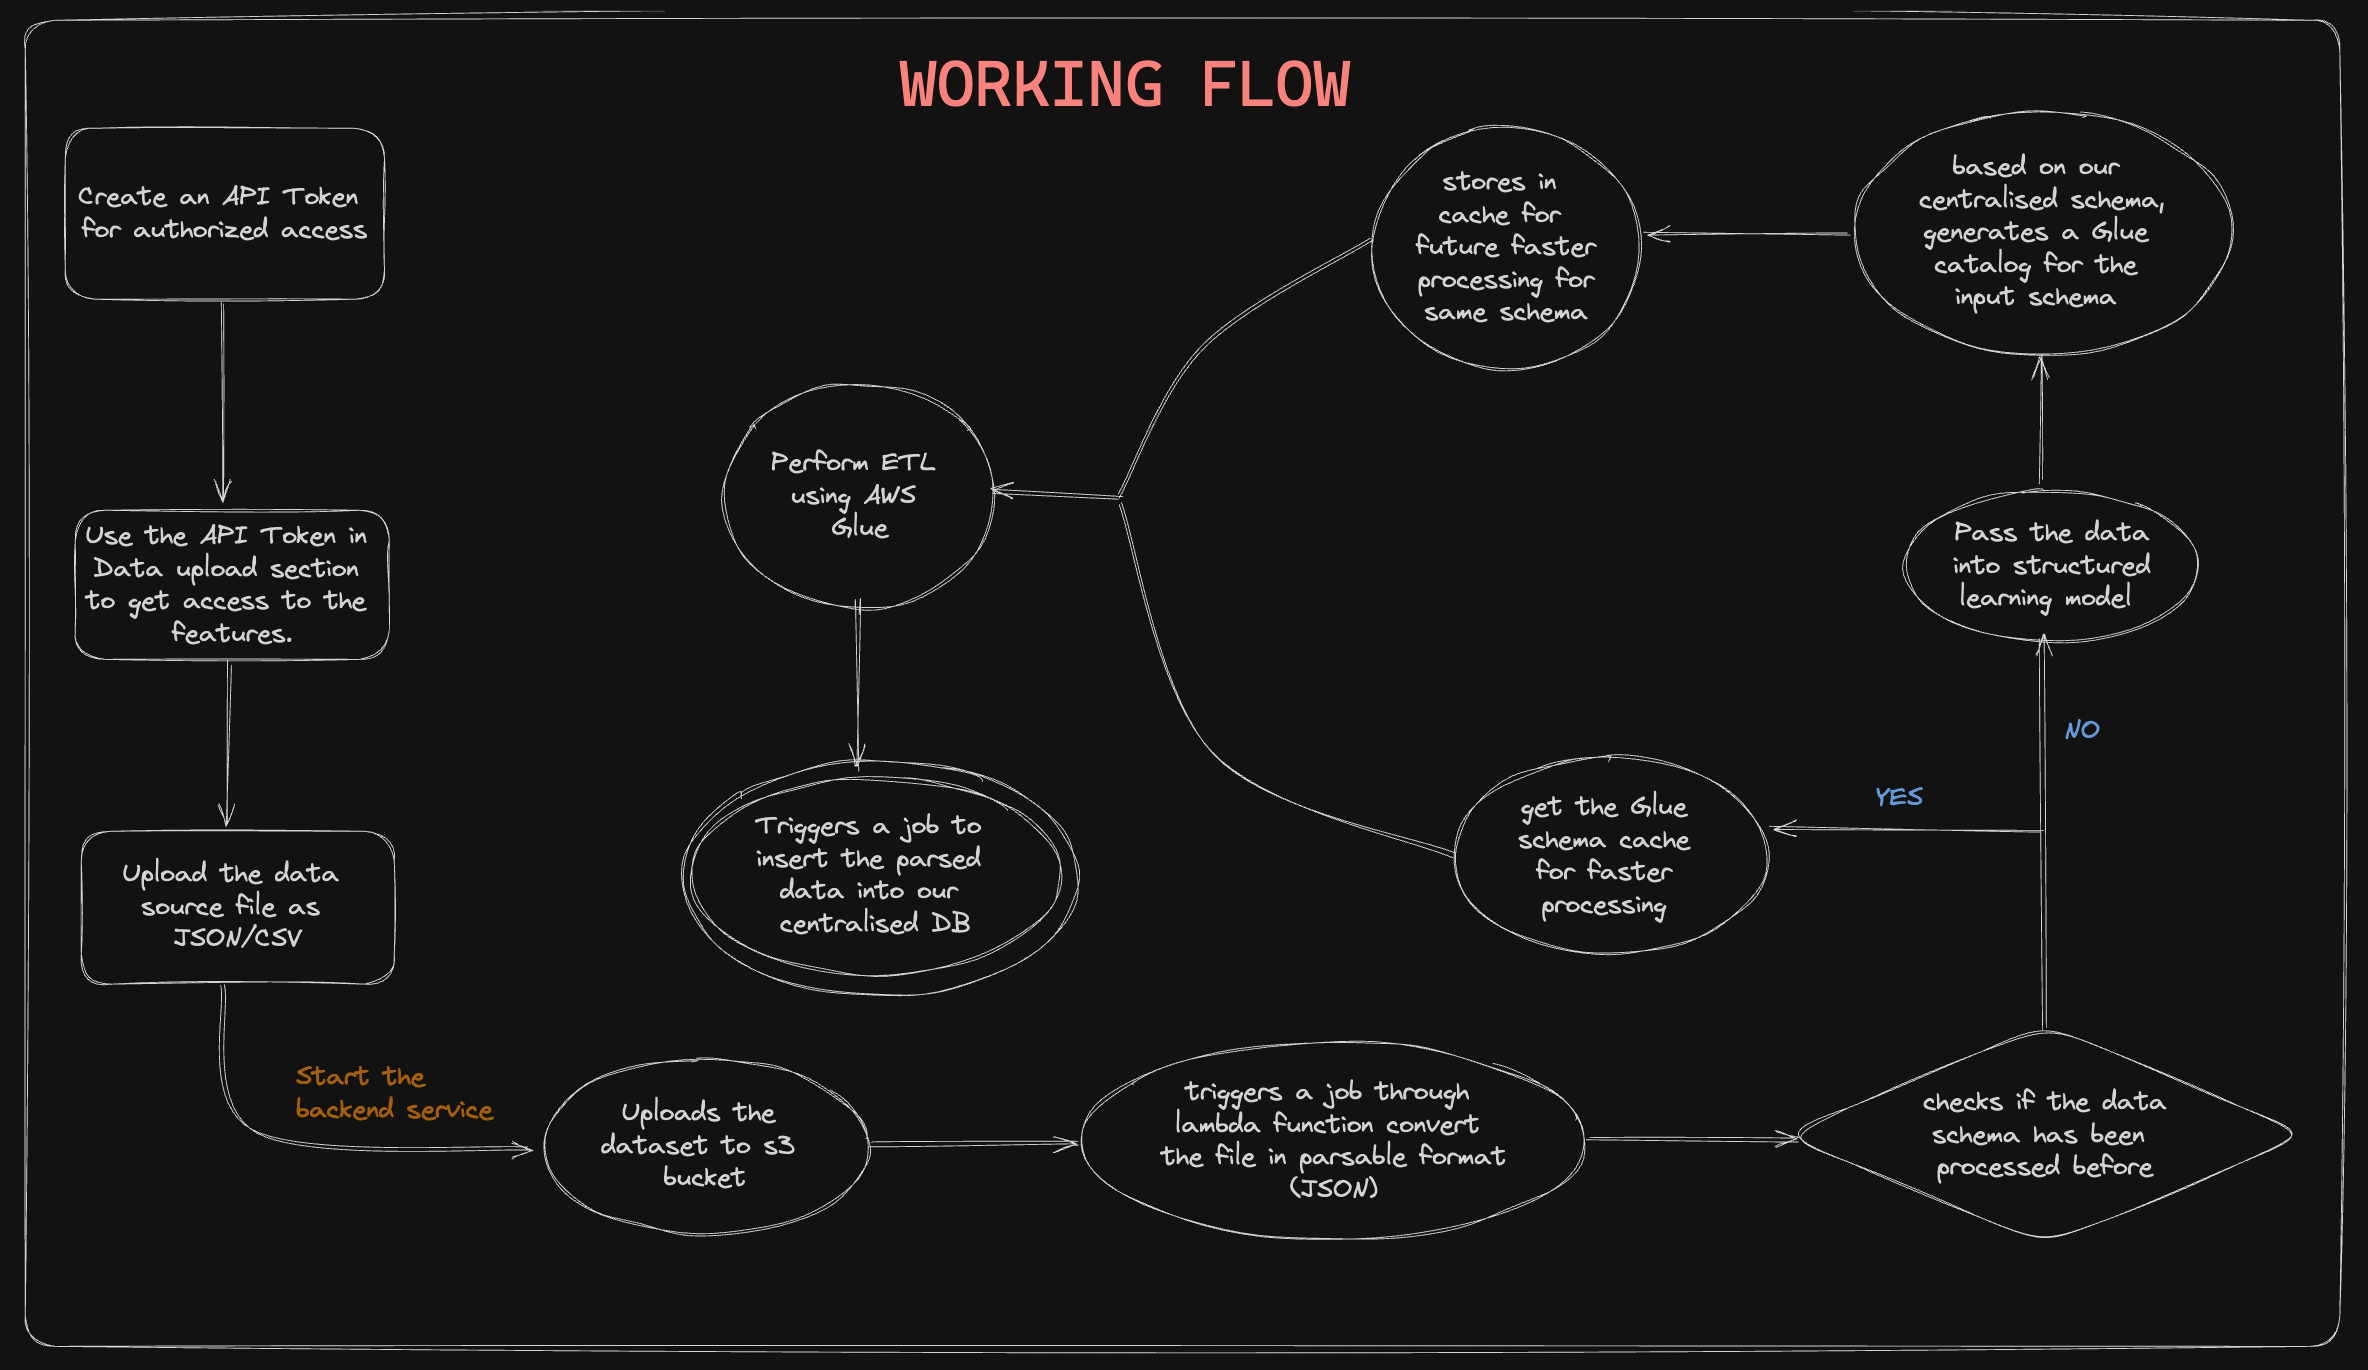 WORKING FLOW
Create an API Token
for authorized access
Use the API Token in
Data upload section
to get access to the
features.
Upload the data
source file as
JSON/CSV
Start the
backend service
Uploads the
dataset to s3
bucket
triggers a job through
lambda function convert
the file in parsable format
(JSON)
checks if the data
schema has been
processed before
YES
NO
get the Glue
schema cache
for faster
processing
Pass the data
into structured
learning model
based on our
centralised schema,
generates a Glue
catalog for the
input schema
stores in
cache for
future faster
processing for
same schema
Perform ETL
using AWS
Glue
Triggers a job to
insert the parsed
data into our
centralised DB